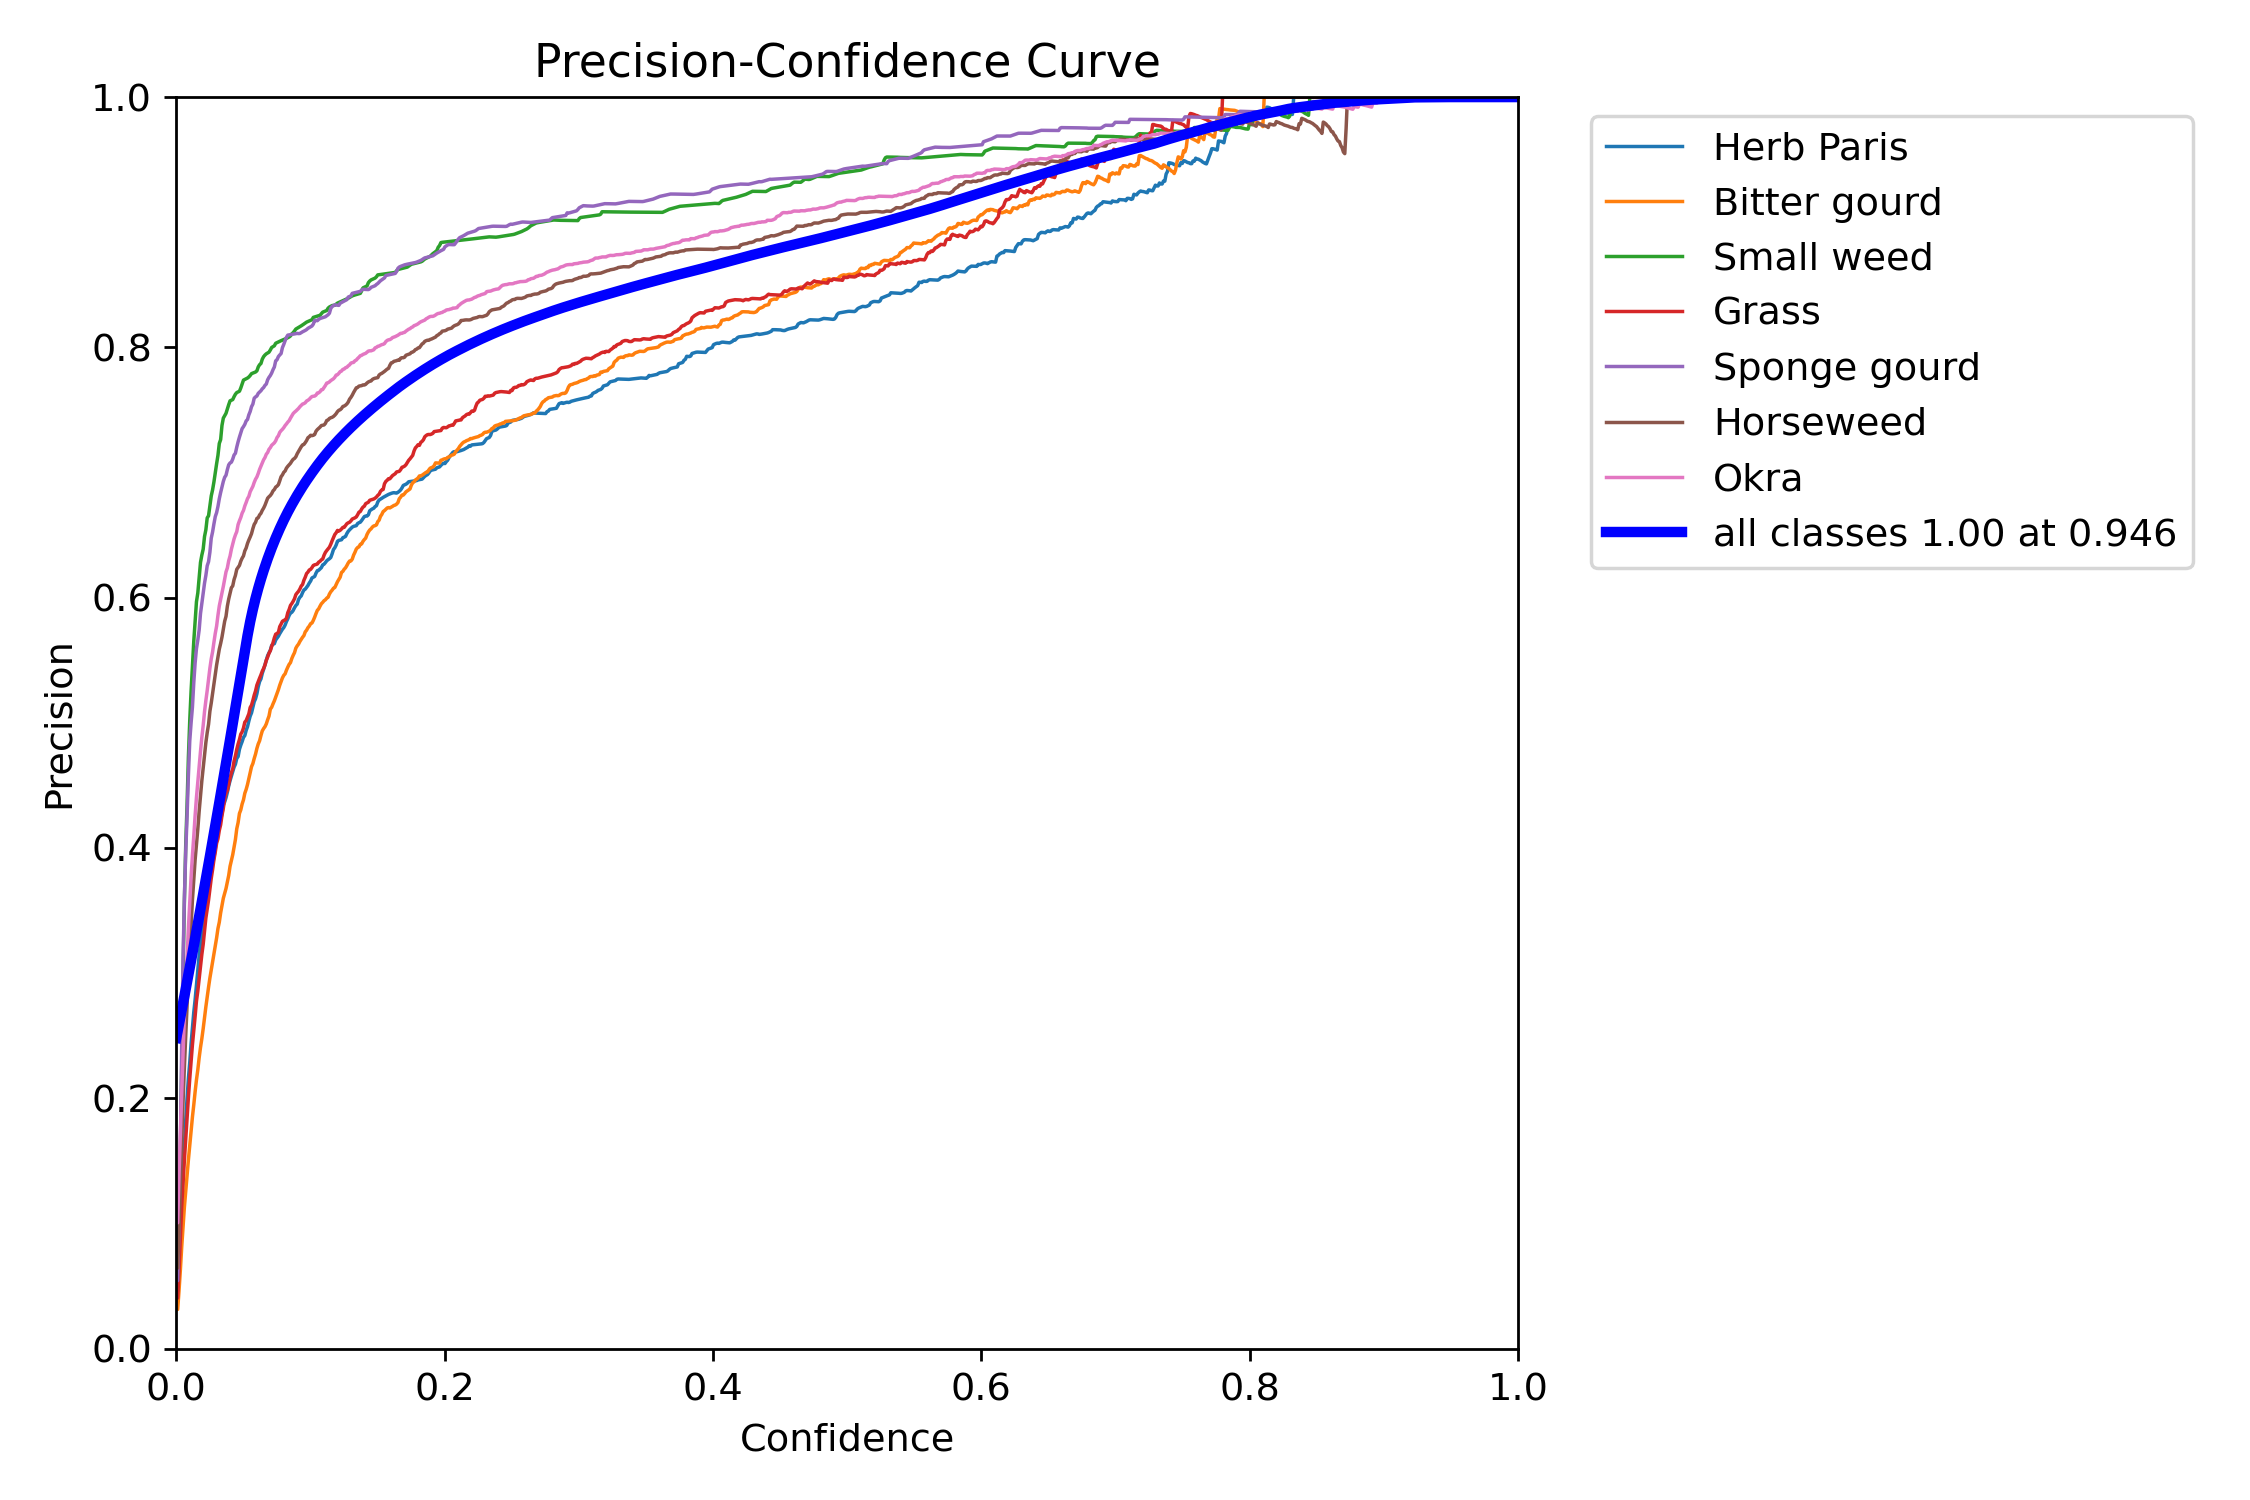 Precision-Confidence Curve
1.0
0.8
0.6
0.4
0.2
0.0
Precision
0.0 0.2 0.4 0.6 0.8 1.0
Confidence
Herb Paris
Bitter gourd
Small weed
Grass
Sponge gourd
Horseweed
Okra
all classes 1.00 at 0.946